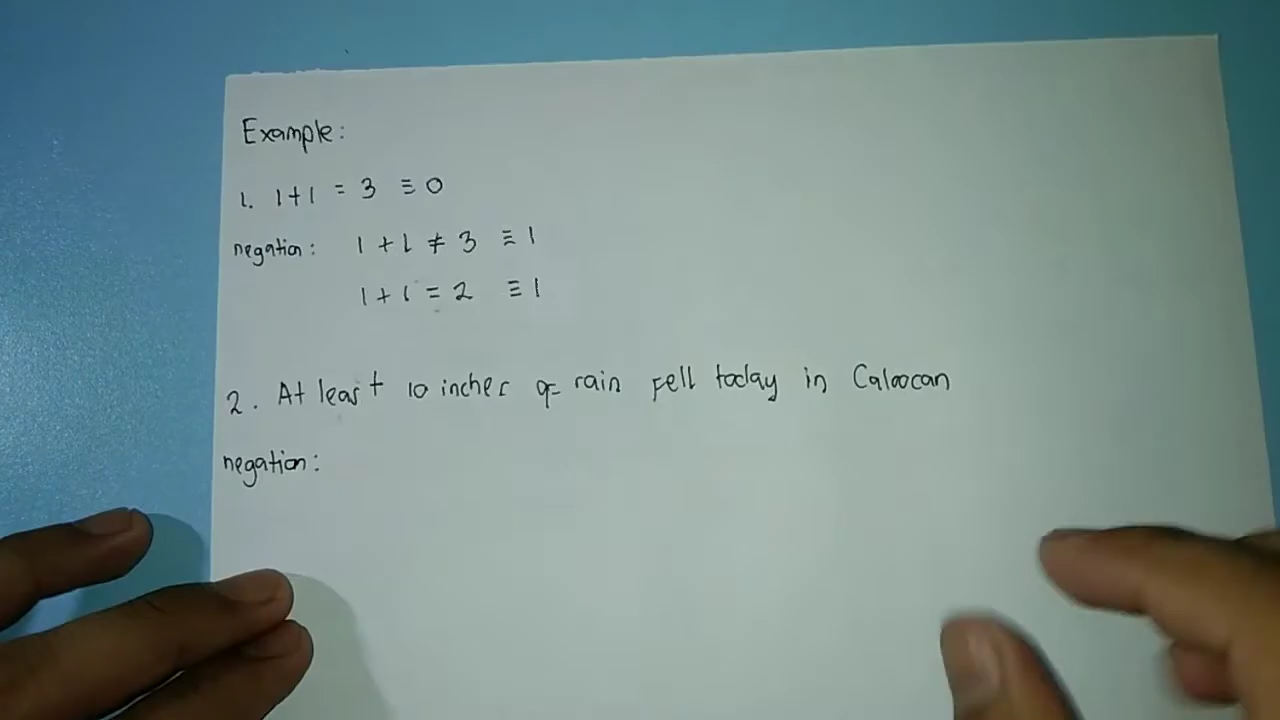 Example:
1. 1+1 = 3 ≡ 0
negation: 1 + 1 ≠ 3 ≡ 1
1 + 1 = 2 ≡ 1
2. At least 10 inches of rain fell today in Caloocan
negation: